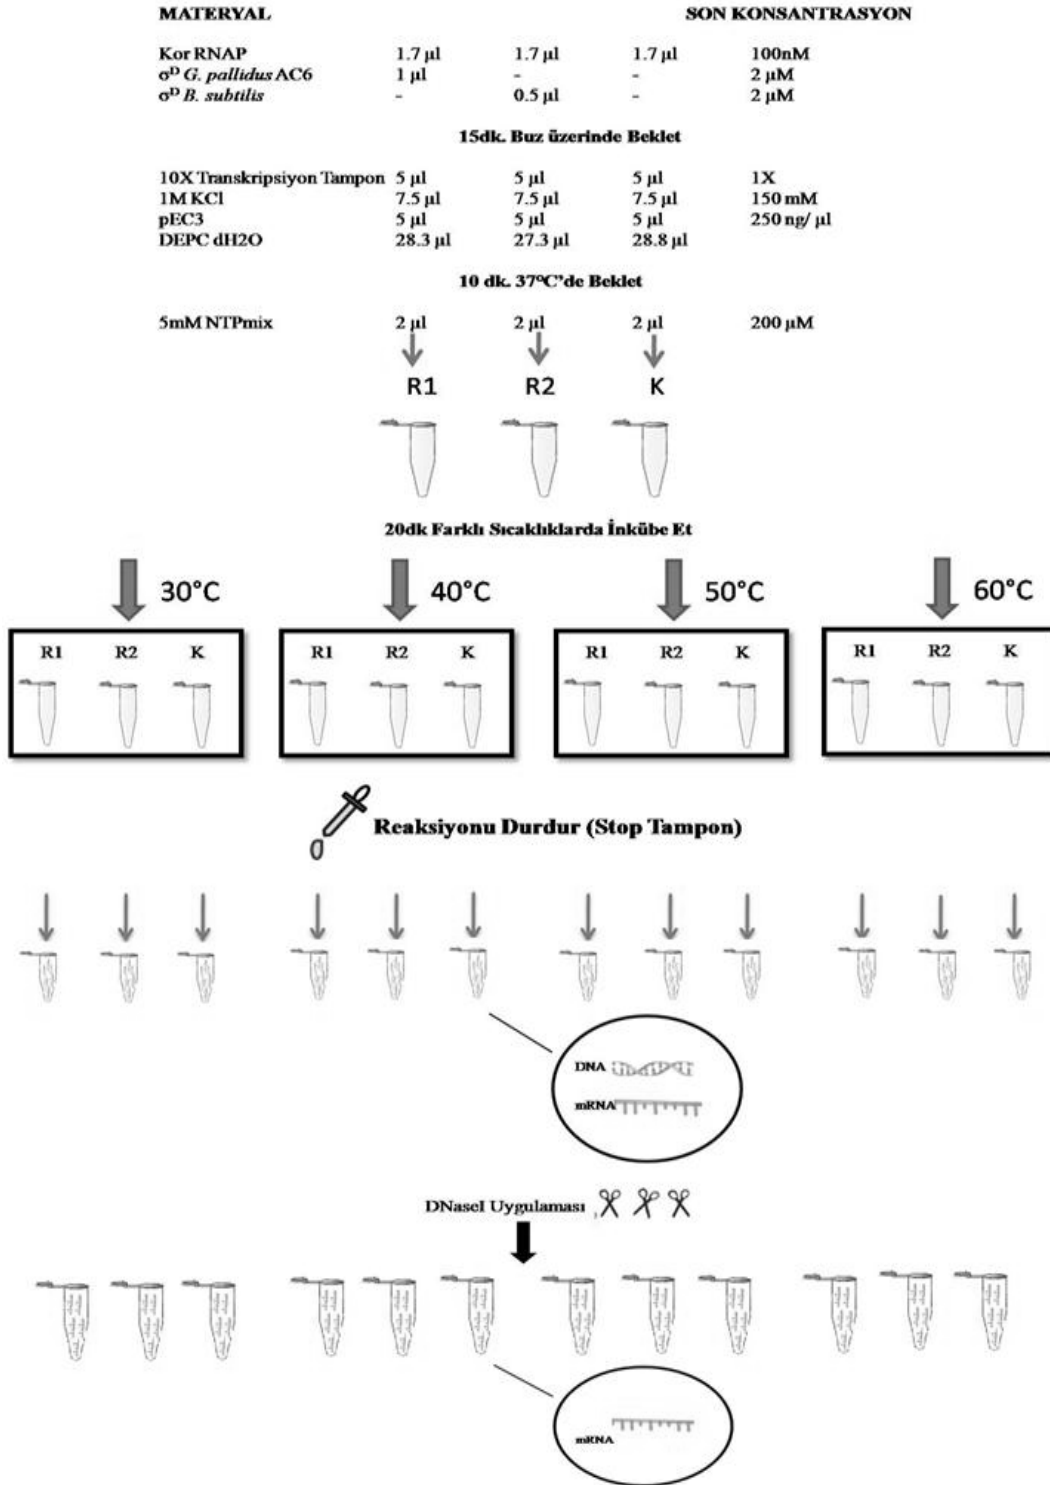 MATERYAL SON KONSANTRASYON
Kor RNAP 1.7 µl 1.7 µl 1.7 µl 100nM
σᴰ G. pallidus AC6 1 µl - - 2 µM
σᴰ B. subtilis - 0.5 µl - 2 µM
15dk. Buz üzerinde Beklet
10X Transkripsiyon Tampon 5 µl 5 µl 5 µl 1X
1M KCl 7.5 µl 7.5 µl 7.5 µl 150 mM
pEC3 5 µl 5 µl 5 µl 250 ng/ µl
DEPC dH2O 28.3 µl 27.3 µl 28.8 µl
10 dk. 37°C'de Beklet
5mM NTPmix 2 µl 2 µl 2 µl 200 µM
R1 R2 K
20dk Farklı Sıcaklıklarda İnkübe Et
30°C 40°C 50°C 60°C
R1 R2 K R1 R2 K R1 R2 K R1 R2 K
Reaksiyonu Durdur (Stop Tampon)
DNA
mRNA
DNaseI Uygulaması
mRNA